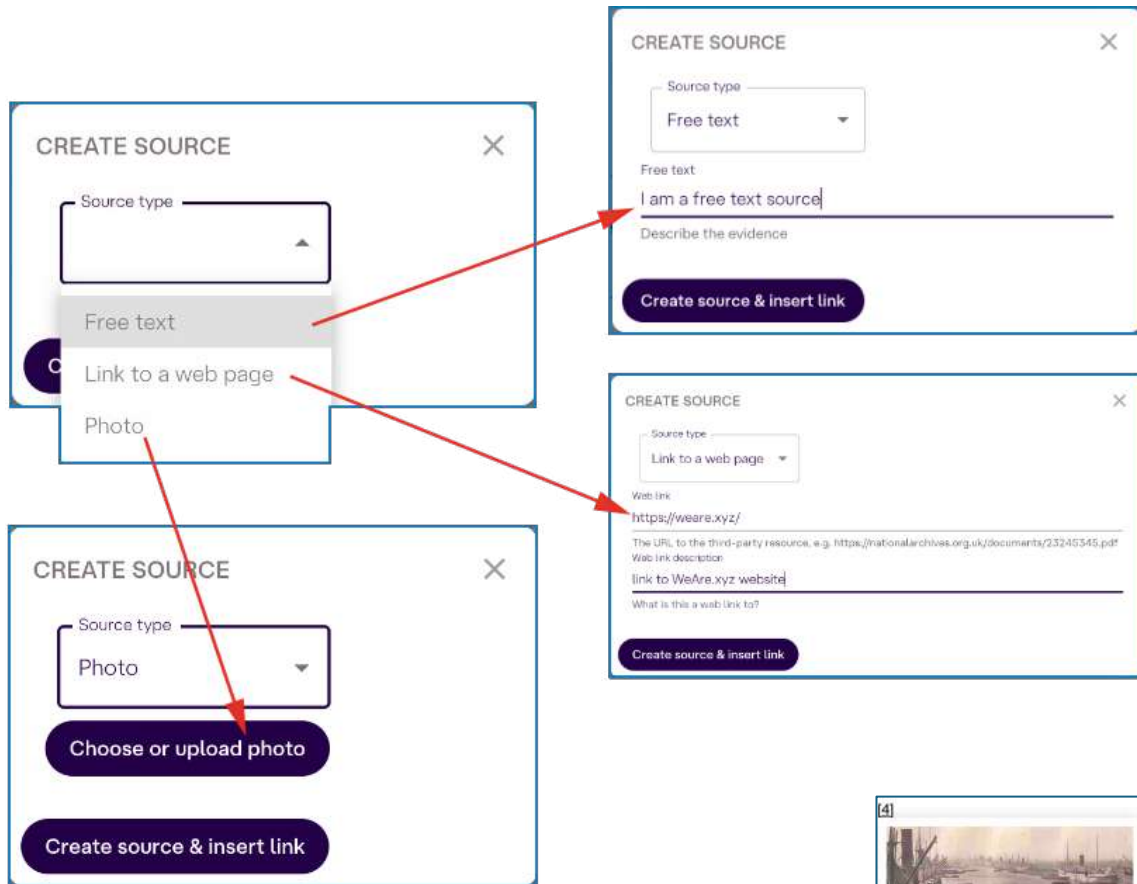 CREATE SOURCE
Source type
Free text
Link to a web page
Photo
C
CREATE SOURCE
Source type
Free text
Free text
I am a free text source
Describe the evidence
Create source & insert link
CREATE SOURCE
Source type
Link to a web page
Web link
https://weare.xyz/
The URL to the third-party resource, e.g. https://nationalarchives.org.uk/documents/23245345.pdf
Web link description
link to WeAre.xyz website
What is this a web link to?
Create source & insert link
CREATE SOURCE
Source type
Photo
Choose or upload photo
Create source & insert link
[4]